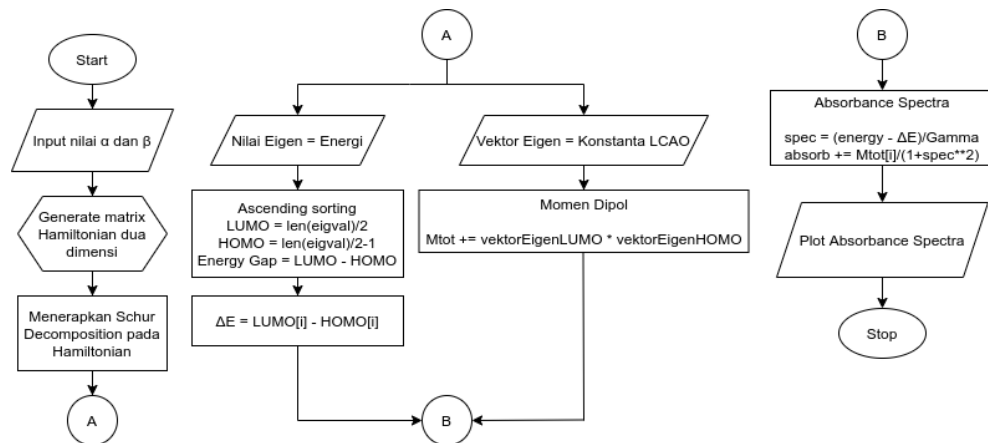 Start
Input nilai α dan β
Generate matrix
Hamiltonian dua
dimensi
Menerapkan Schur
Decomposition pada
Hamiltonian
A
A
Nilai Eigen = Energi
Ascending sorting
LUMO = len(eigval)/2
HOMO = len(eigval)/2-1
Energy Gap = LUMO - HOMO
ΔE = LUMO[i] - HOMO[i]
Vektor Eigen = Konstanta LCAO
Momen Dipol
Mtot += vektorEigenLUMO * vektorEigenHOMO
B
B
Absorbance Spectra
spec = (energy - ΔE)/Gamma
absorb += Mtot[i]/(1+spec**2)
Plot Absorbance Spectra
Stop